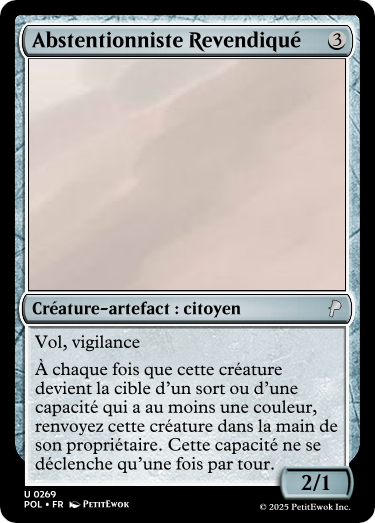 Abstentionniste Revendiqué 3
Créature-artefact : citoyen
Vol, vigilance
À chaque fois que cette créature
devient la cible d'un sort ou d'une
capacité qui a au moins une couleur,
renvoyez cette créature dans la main de
son propriétaire. Cette capacité ne se
déclenche qu'une fois par tour.
2/1
U 0269
POL • FR PetitEwok
© 2025 PetitEwok Inc.